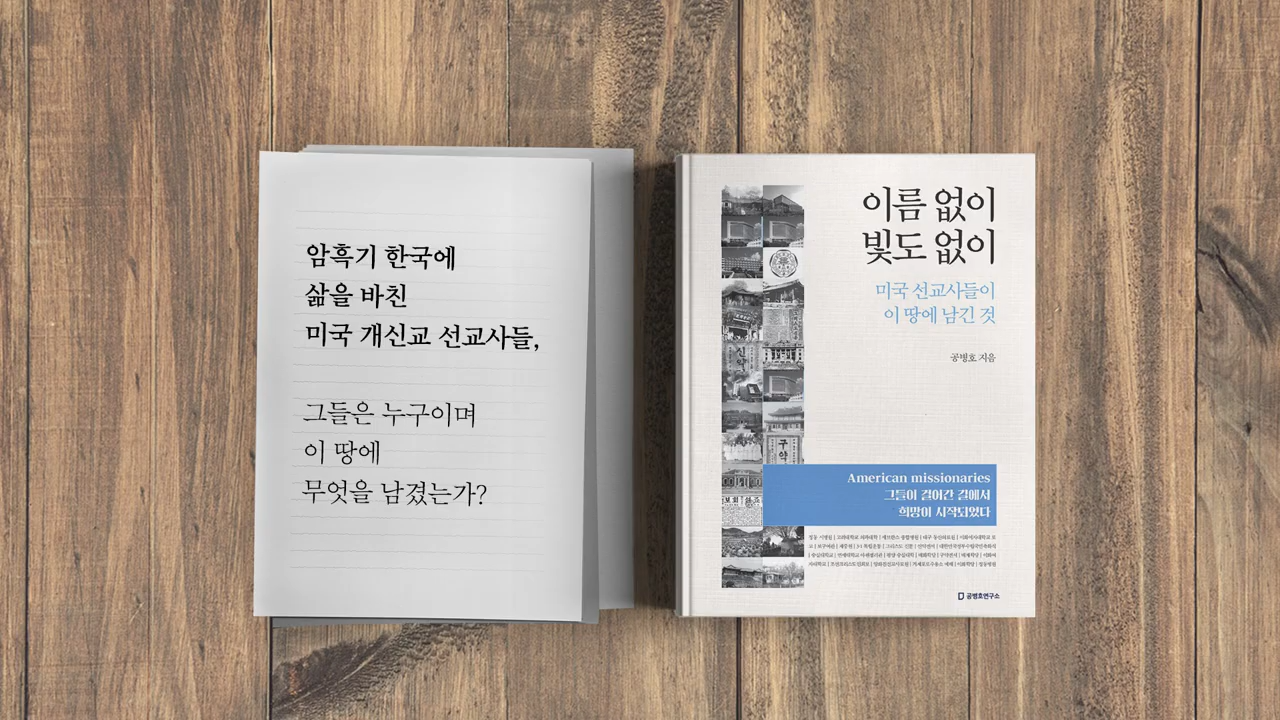 암흑기 한국에
삶을 바친
미국 개신교 선교사들,
그들은 누구이며
이 땅에
무엇을 남겼는가?
이름 없이
빛도 없이
미국 선교사들이
이 땅에 남긴 것
공병호 지음
신약
구약
American missionaries
그들이 걸어간 길에서
희망이 시작되었다
공병호연구소